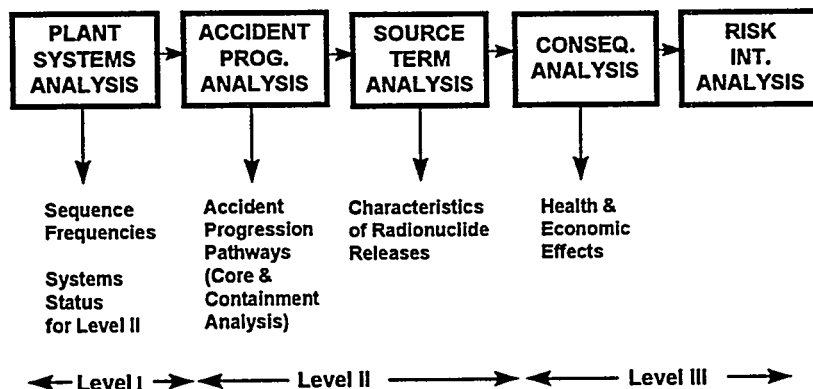 PLANT
SYSTEMS
ANALYSIS
ACCIDENT
PROG.
ANALYSIS
SOURCE
TERM
ANALYSIS
CONSEQ.
ANALYSIS
RISK
INT.
ANALYSIS
Sequence
Frequencies
Systems
Status
for Level II
Accident
Progression
Pathways
(Core &
Containment
Analysis)
Characteristics
of Radionuclide
Releases
Health &
Economic
Effects
Level I
Level II
Level III